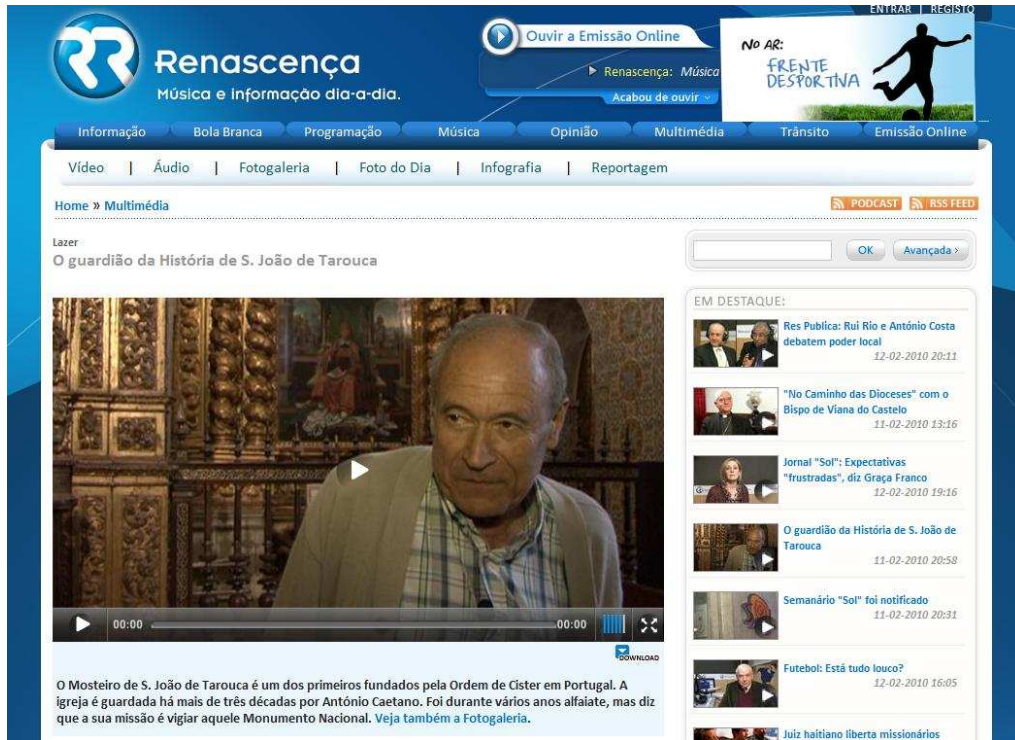 ENTRAR | REGISTO
Ouvir a Emissão Online
Renascença
Música e informação dia-a-dia.
Renascença: Música
Acabou de ouvir
No AR:
FRENTE
DESPORTIVA
Informação Bola Branca Programação Música Opinião Multimédia Trânsito Emissão Online
Vídeo | Áudio | Fotogaleria | Foto do Dia | Infografia | Reportagem
Home » Multimédia
PODCAST RSS FEED
Lazer
O guardião da História de S. João de Tarouca
OK Avançada ›
00:00 00:00
DOWNLOAD
O Mosteiro de S. João de Tarouca é um dos primeiros fundados pela Ordem de Cister em Portugal. A
igreja é guardada há mais de três décadas por António Caetano. Foi durante vários anos alfaiate, mas diz
que a sua missão é vigiar aquele Monumento Nacional. Veja também a Fotogaleria.
EM DESTAQUE:
Res Publica: Rui Rio e António Costa
debatem poder local
12-02-2010 20:11
"No Caminho das Dioceses" com o
Bispo de Viana do Castelo
11-02-2010 13:16
Jornal "Sol": Expectativas
"frustradas", diz Graça Franco
12-02-2010 19:16
O guardião da História de S. João de
Tarouca
11-02-2010 20:58
Semanário "Sol" foi notificado
11-02-2010 20:31
Futebol: Está tudo louco?
12-02-2010 16:05
Juiz haitiano liberta missionários